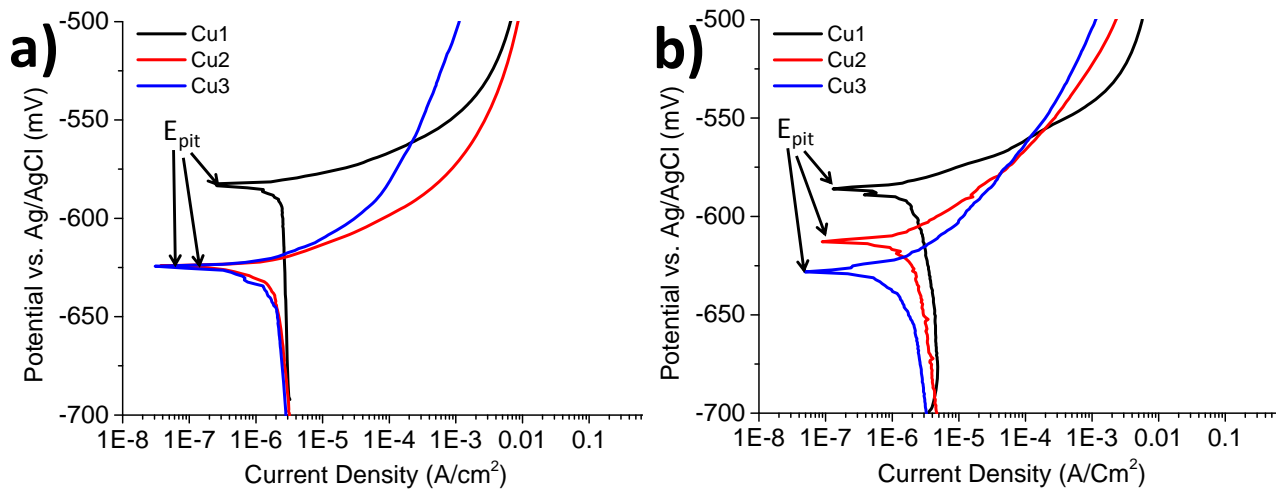 a)
Cu1
Cu2
Cu3
E_pit
-500
-550
-600
-650
-700
Potential vs. Ag/AgCl (mV)
1E-8 1E-7 1E-6 1E-5 1E-4 1E-3 0.01 0.1
Current Density (A/cm²)
b)
Cu1
Cu2
Cu3
E_pit
-500
-550
-600
-650
-700
Potential vs. Ag/AgCl (mV)
1E-8 1E-7 1E-6 1E-5 1E-4 1E-3 0.01 0.1
Current Density (A/Cm²)